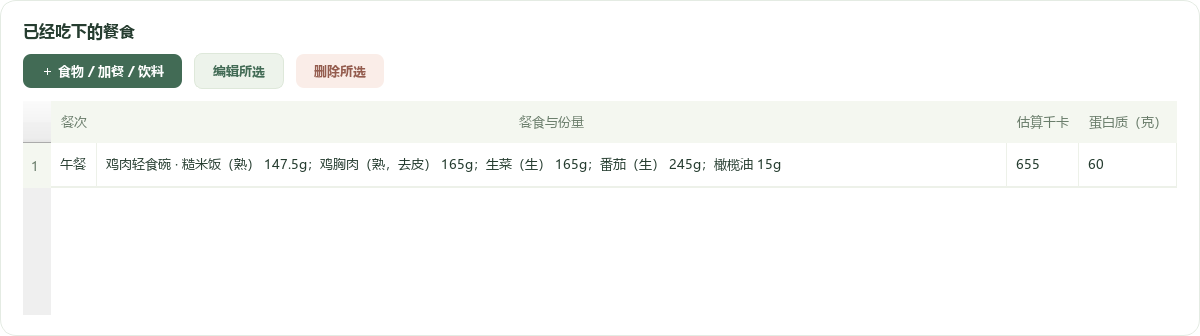 已经吃下的餐食
+ 食物 / 加餐 / 饮料 编辑所选 删除所选
餐次 餐食与份量 估算千卡 蛋白质（克）
1 午餐 鸡肉轻食碗 · 糙米饭（熟） 147.5g；鸡胸肉（熟，去皮） 165g；生菜（生） 165g；番茄（生） 245g；橄榄油 15g 655 60